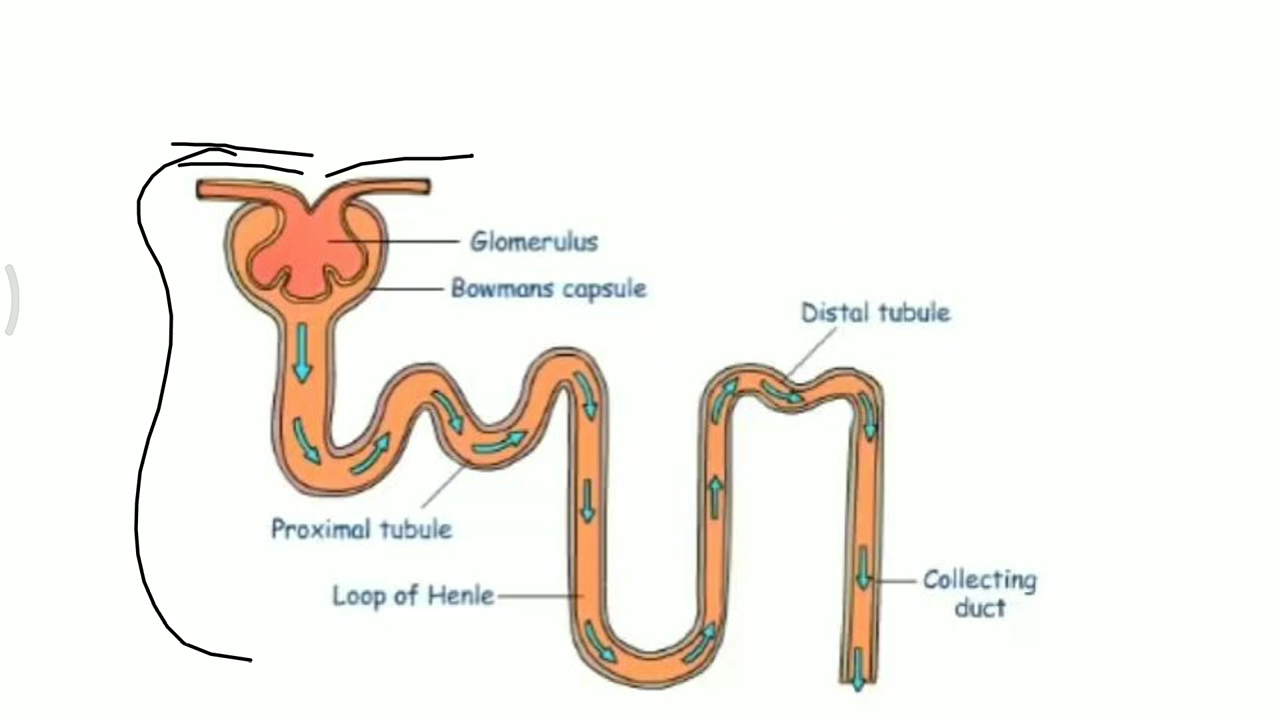 Glomerulus
Bowmans capsule
Distal tubule
Proximal tubule
Loop of Henle
Collecting
duct